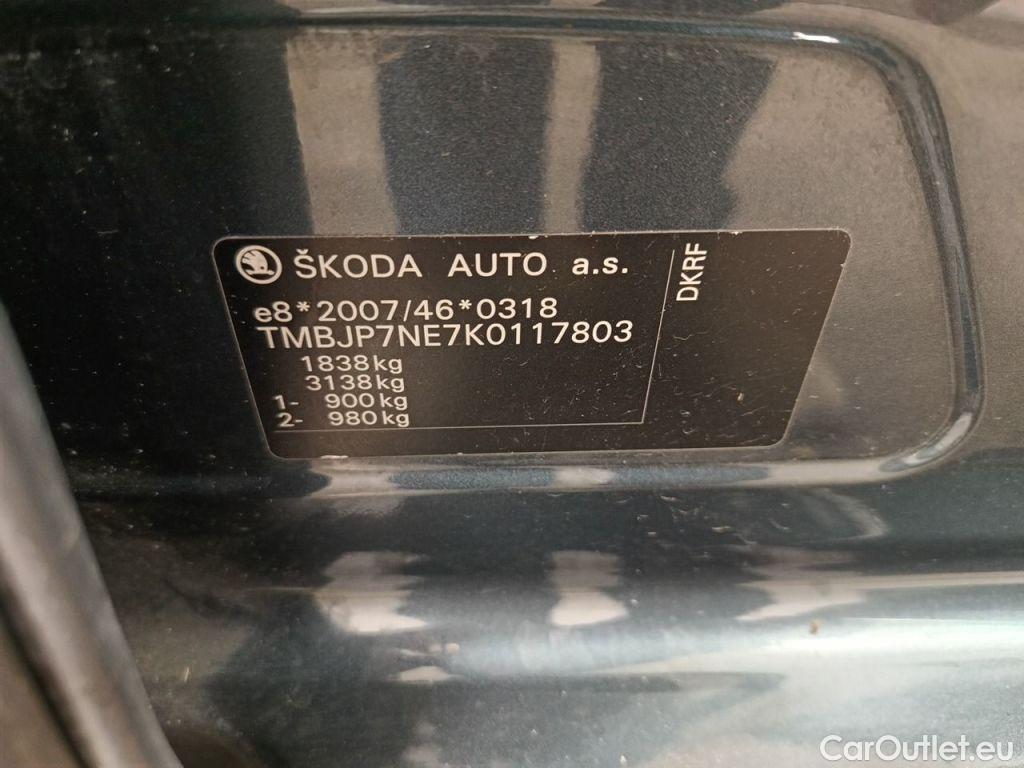 ŠKODA AUTO a.s.
DKRF
e8*2007/46*0318
TMBJP7NE7K0117803
1838kg
3138kg
1- 900kg
2- 980kg
CarOutlet.eu